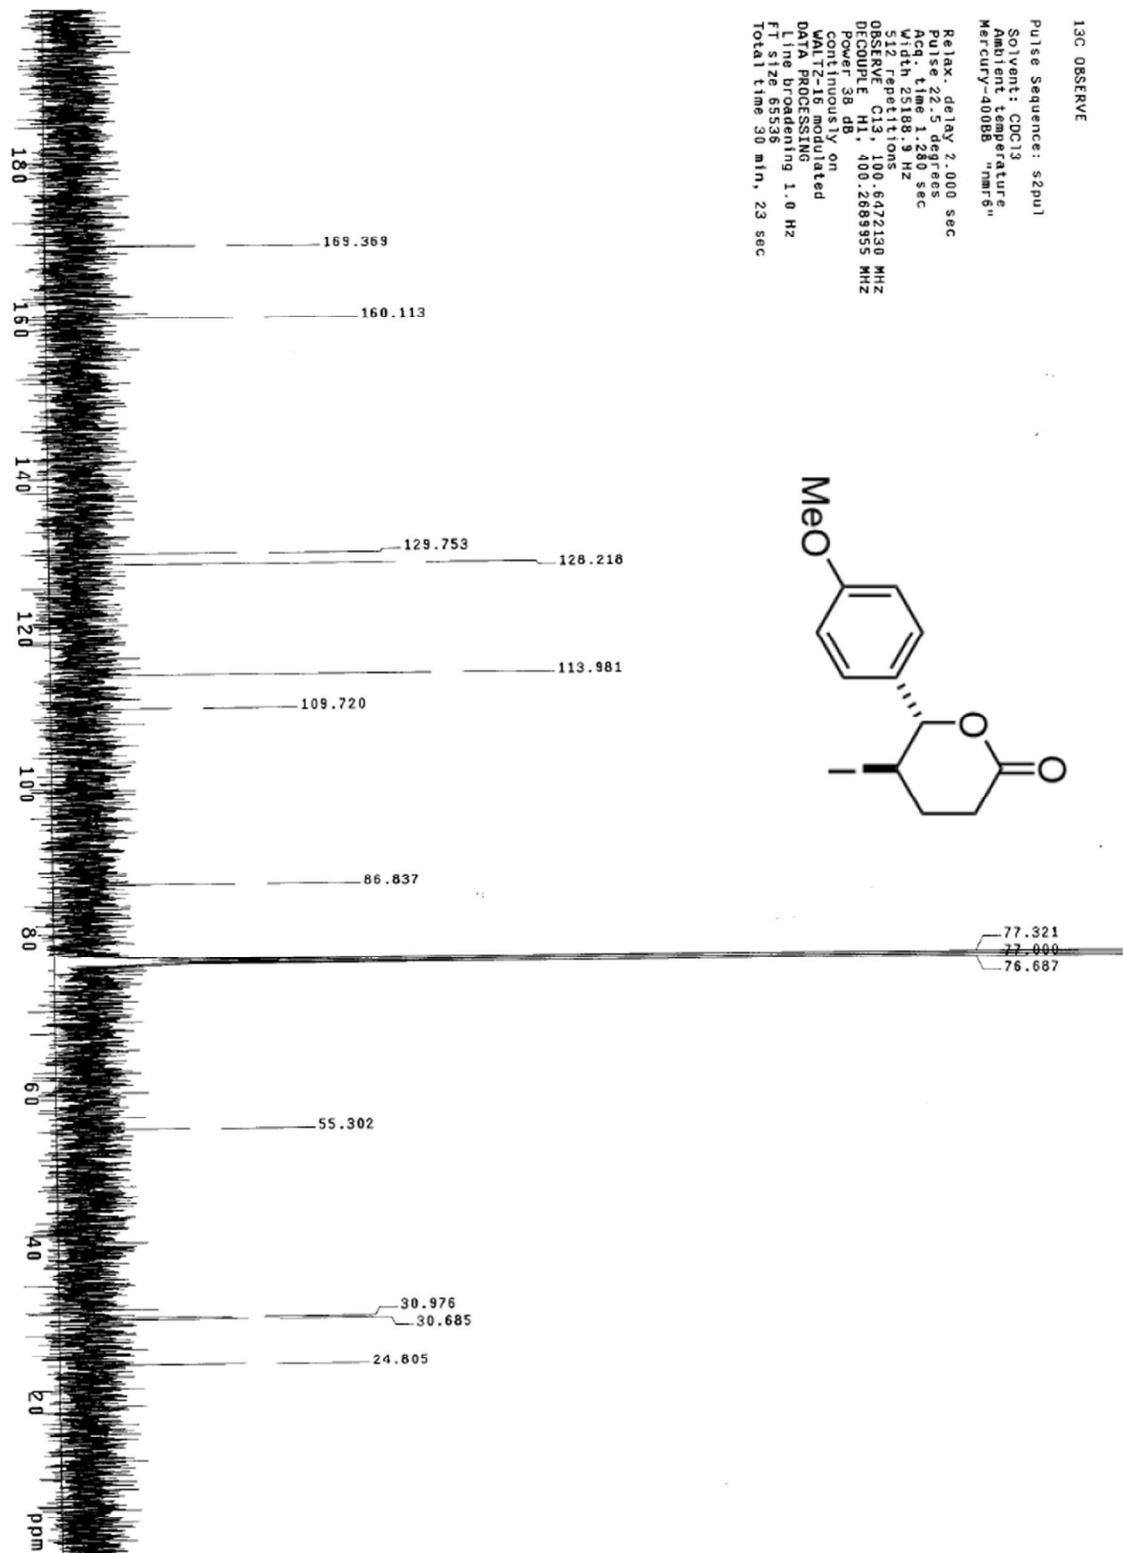 13C OBSERVE
Pulse Sequence: s2pul
Solvent: CDCl3
Ambient temperature
Mercury-400BB "nmr6"
Relax. delay 2.000 sec
Pulse 22.5 degrees
Acq. time 1.280 sec
Width 25188.9 Hz
512 repetitions
OBSERVE C13, 100.6472130 MHz
DECOUPLE H1, 400.2689955 MHz
Power 38 dB
continuously on
WALTZ-16 modulated
DATA PROCESSING
Line broadening 1.0 Hz
FT size 65536
Total time 30 min, 23 sec
MeO
O
O
I
169.369
160.113
129.753
128.218
113.981
109.720
86.837
77.321
77.000
76.687
55.302
30.976
30.685
24.805
180
160
140
120
100
80
60
40
20
ppm